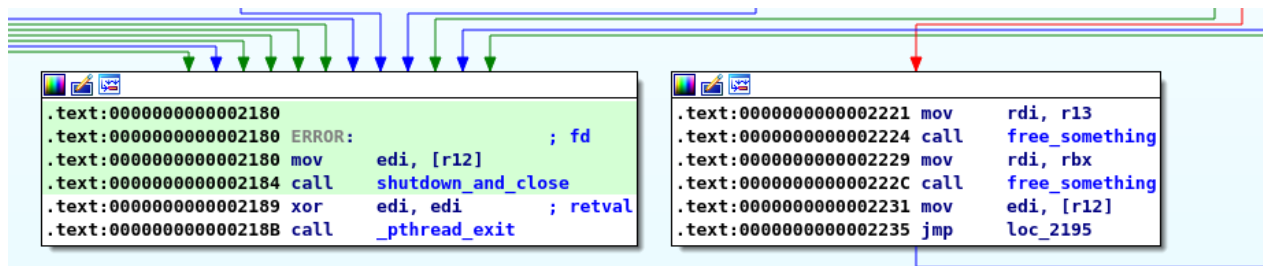 .text:0000000000002180
.text:0000000000002180 ERROR: ; fd
.text:0000000000002180 mov edi, [r12]
.text:0000000000002184 call shutdown_and_close
.text:0000000000002189 xor edi, edi ; retval
.text:000000000000218B call _pthread_exit
.text:0000000000002221 mov rdi, r13
.text:0000000000002224 call free_something
.text:0000000000002229 mov rdi, rbx
.text:000000000000222C call free_something
.text:0000000000002231 mov edi, [r12]
.text:0000000000002235 jmp loc_2195